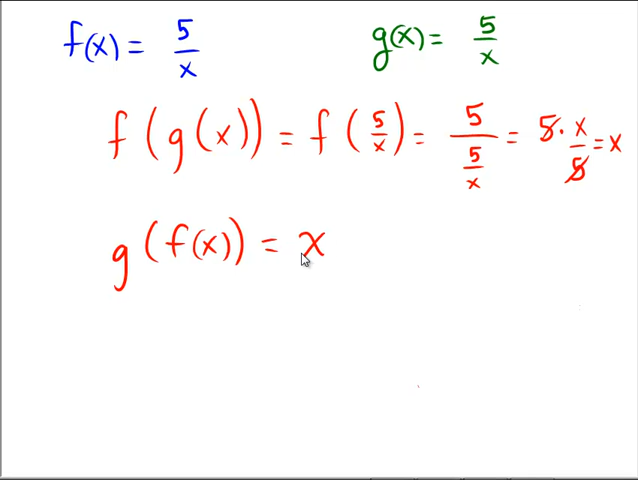 f(x) = 5/x    g(x) = 5/x
f(g(x)) = f(5/x) = 5/(5/x) = 5 · x/5 = x
g(f(x)) = x